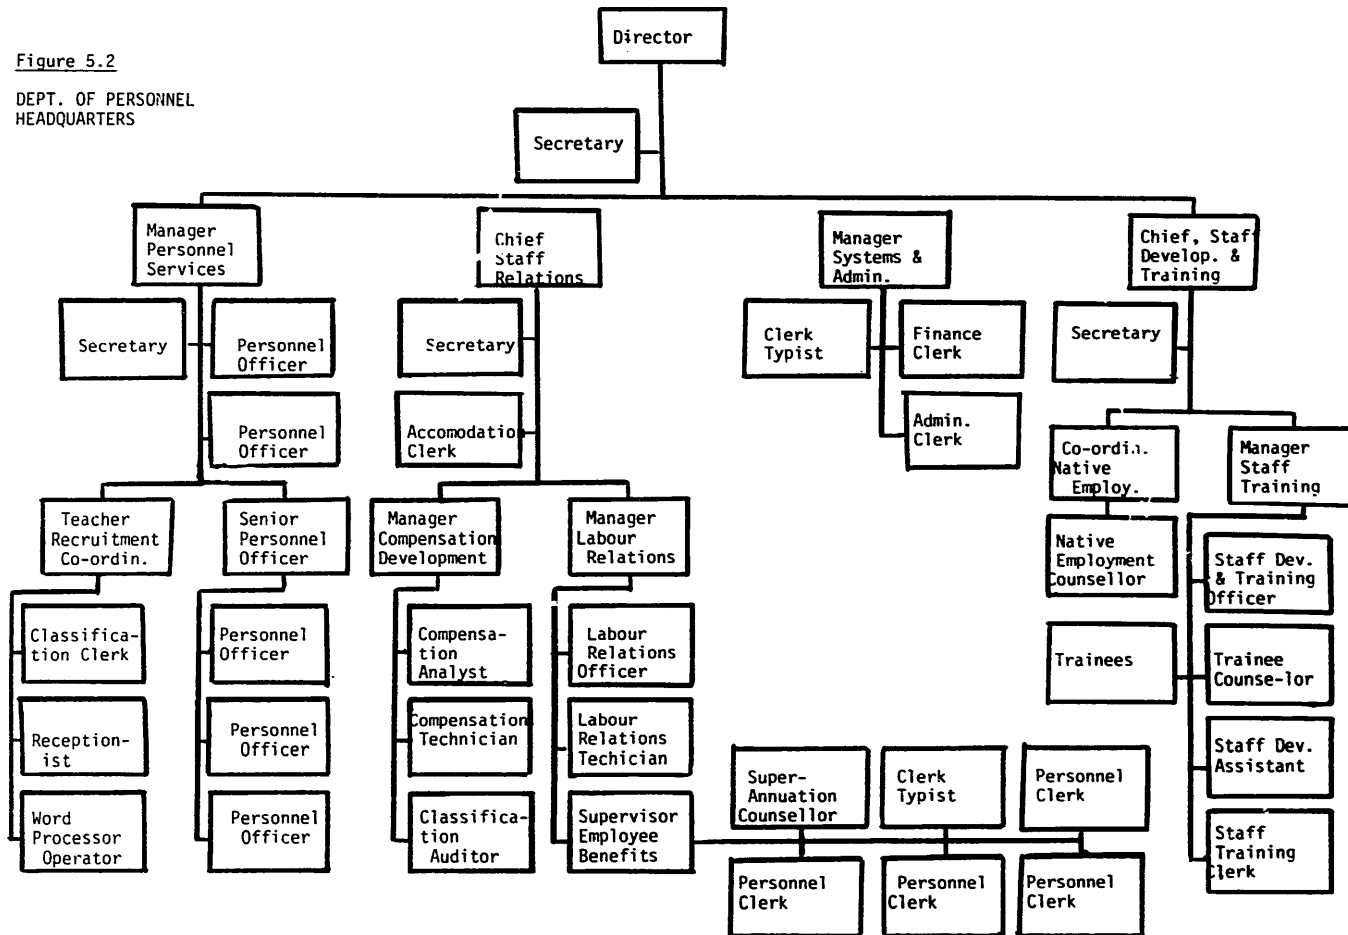 Figure 5.2
DEPT. OF PERSONNEL
HEADQUARTERS
Director
Secretary
Manager
Personnel
Services
Chief
Staff
Relations
Manager
Systems &
Admin.
Chief, Staff
Develop. &
Training
Secretary
Personnel
Officer
Secretary
Clerk
Typist
Finance
Clerk
Secretary
Personnel
Officer
Accomodation
Clerk
Admin.
Clerk
Co-ordin.
Native
Employ.
Manager
Staff
Training
Teacher
Recruitment
Co-ordin.
Senior
Personnel
Officer
Manager
Compensation
Development
Manager
Labour
Relations
Native
Employment
Counsellor
Staff Dev.
& Training
Officer
Classifica-
tion Clerk
Personnel
Officer
Compensa-
tion
Analyst
Labour
Relations
Officer
Trainees
Trainee
Counse-lor
Reception-
ist
Personnel
Officer
Compensation
Technician
Labour
Relations
Techician
Staff Dev.
Assistant
Word
Processor
Operator
Personnel
Officer
Classifica-
tion
Auditor
Supervisor
Employee
Benefits
Super-
Annuation
Counsellor
Clerk
Typist
Personnel
Clerk
Staff
Training
Clerk
Personnel
Clerk
Personnel
Clerk
Personnel
Clerk